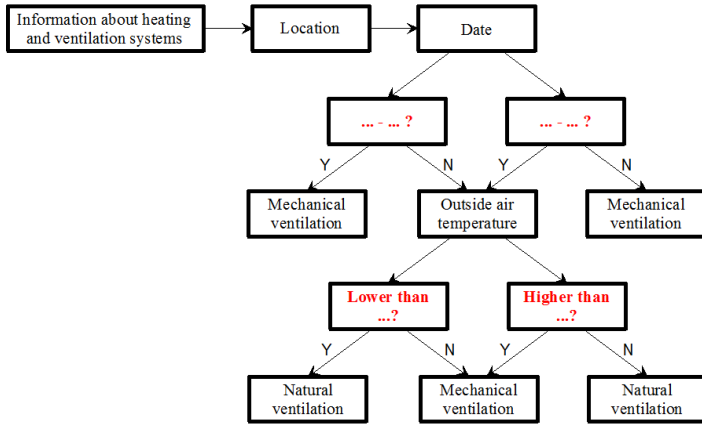 Information about heating
and ventilation systems
Location
Date
... - ... ?
... - ... ?
Y
N
Y
N
Mechanical
ventilation
Outside air
temperature
Mechanical
ventilation
Lower than
...?
Higher than
...?
Y
N
Y
N
Natural
ventilation
Mechanical
ventilation
Natural
ventilation